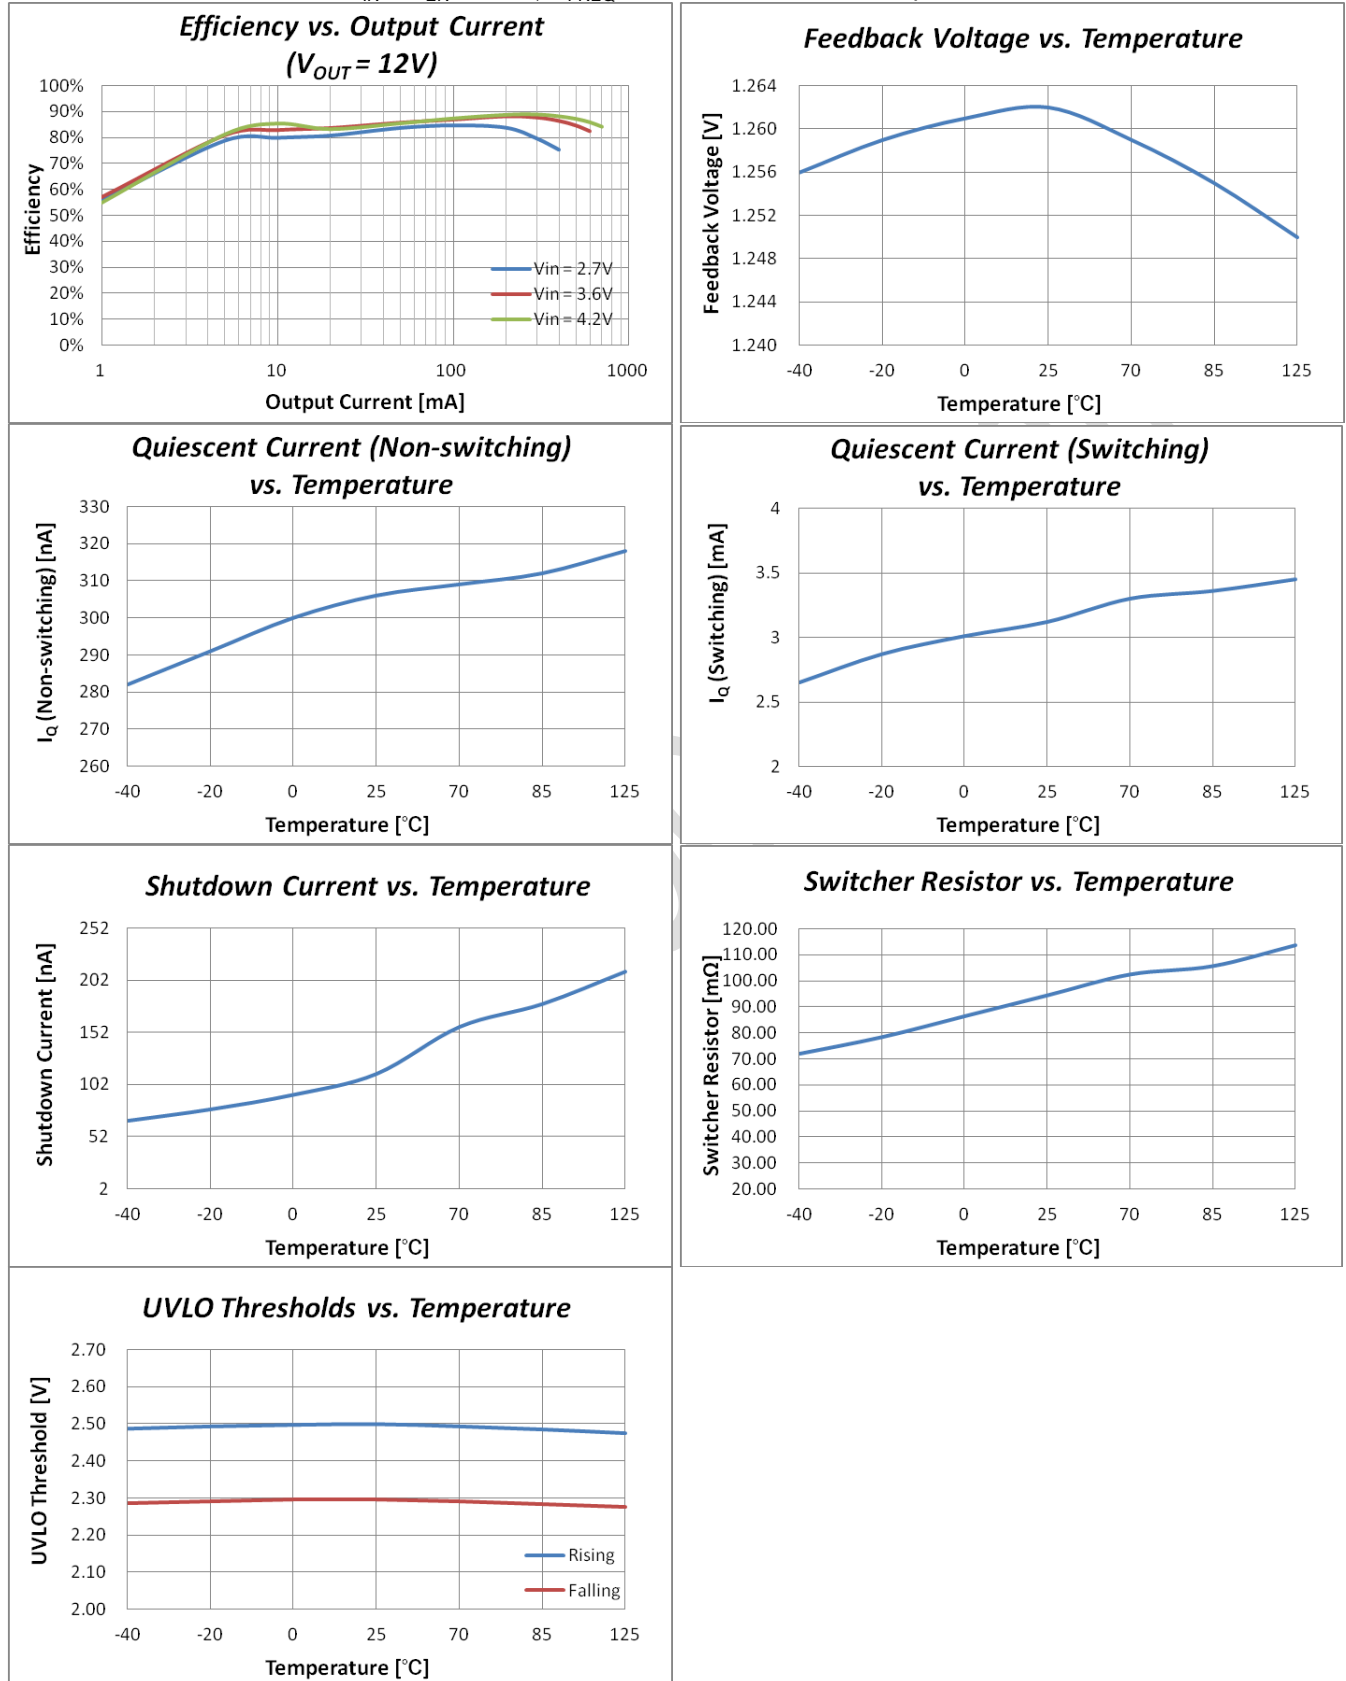 Efficiency vs. Output Current
(VOUT = 12V)
Efficiency
100%
90%
80%
70%
60%
50%
40%
30%
20%
10%
0%
Vin = 2.7V
Vin = 3.6V
Vin = 4.2V
1 10 100 1000
Output Current [mA]
Feedback Voltage vs. Temperature
Feedback Voltage [V]
1.264
1.260
1.256
1.252
1.248
1.244
1.240
-40 -20 0 25 70 85 125
Temperature [°C]
Quiescent Current (Non-switching)
vs. Temperature
IQ (Non-switching) [nA]
330
320
310
300
290
280
270
260
-40 -20 0 25 70 85 125
Temperature [°C]
Quiescent Current (Switching)
vs. Temperature
IQ (Switching) [mA]
4
3.5
3
2.5
2
-40 -20 0 25 70 85 125
Temperature [°C]
Shutdown Current vs. Temperature
Shutdown Current [nA]
252
202
152
102
52
2
-40 -20 0 25 70 85 125
Temperature [°C]
Switcher Resistor vs. Temperature
Switcher Resistor [mΩ]
120.00
110.00
100.00
90.00
80.00
70.00
60.00
50.00
40.00
30.00
20.00
-40 -20 0 25 70 85 125
Temperature [°C]
UVLO Thresholds vs. Temperature
UVLO Threshold [V]
2.70
2.60
2.50
2.40
2.30
2.20
2.10
2.00
Rising
Falling
-40 -20 0 25 70 85 125
Temperature [°C]